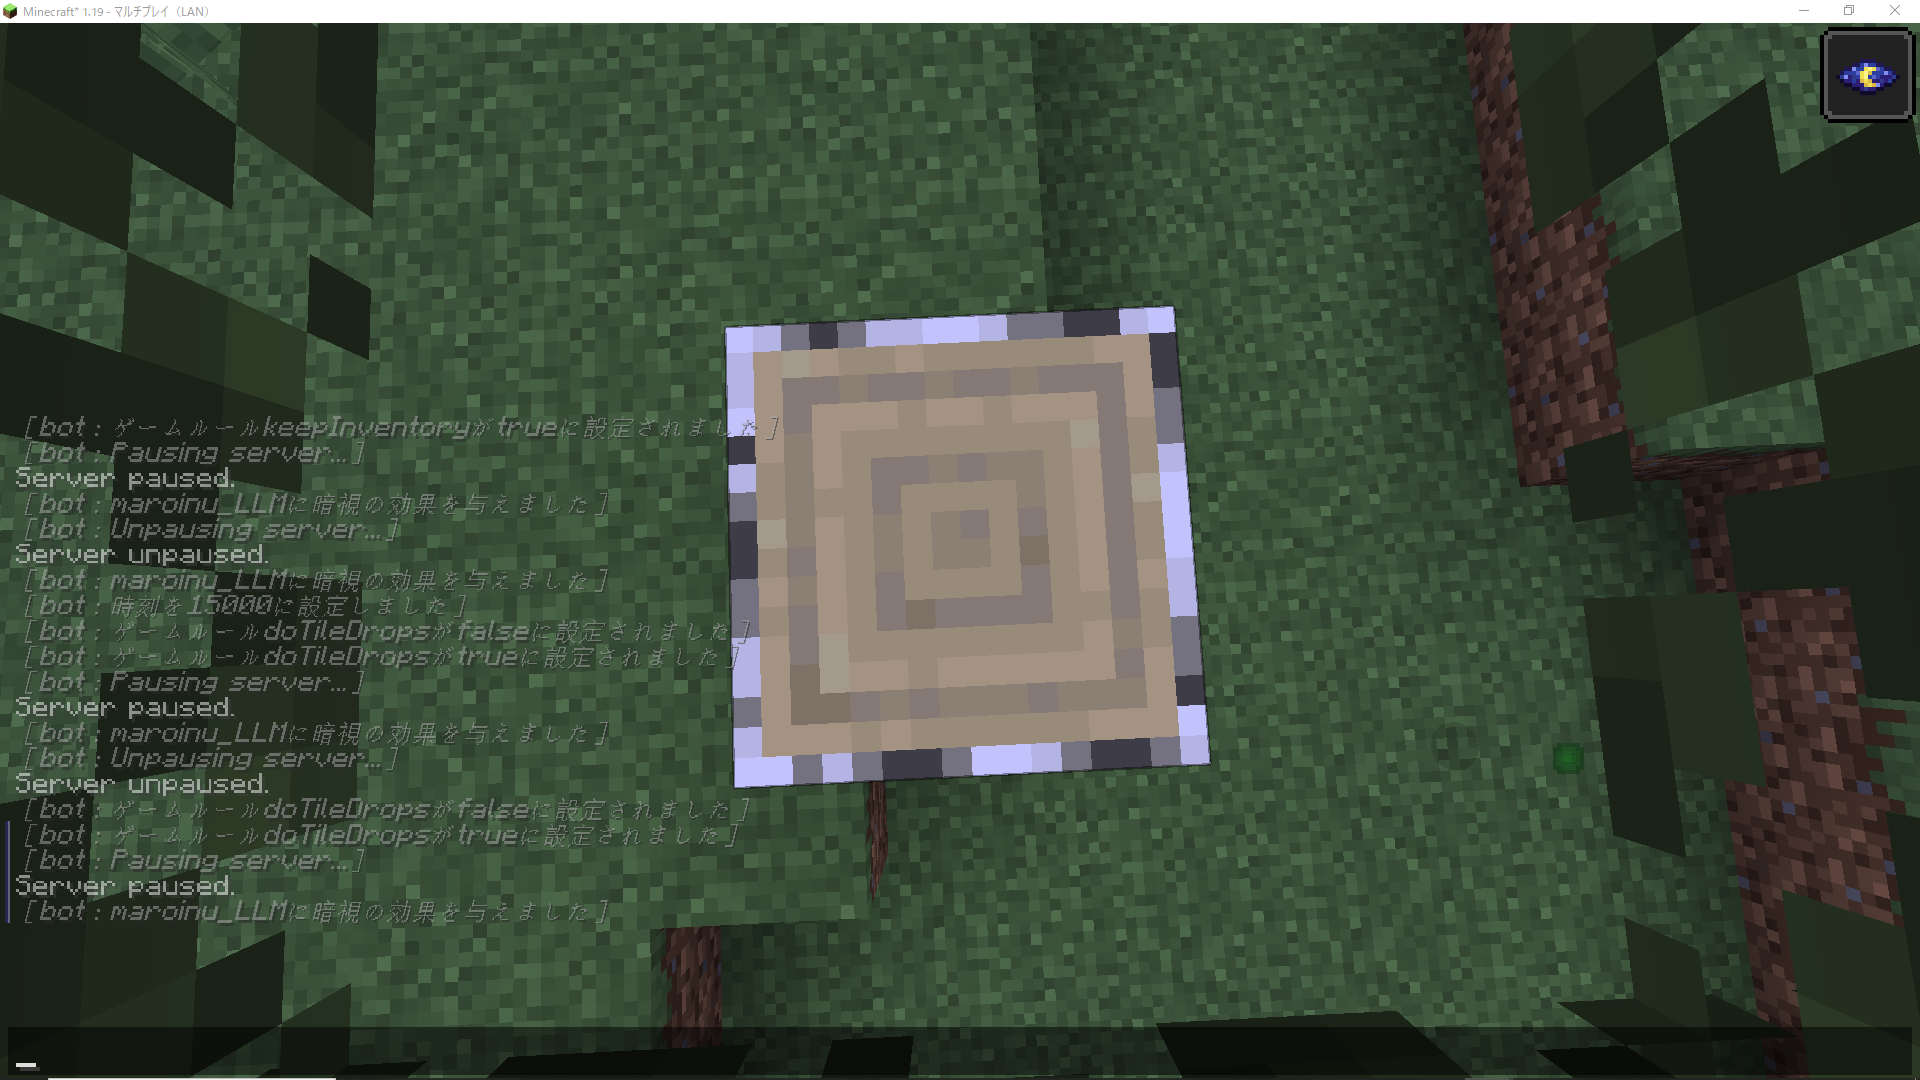 Minecraft* 1.19 - マルチプレイ（LAN）
[bot：ゲームルールkeepInventoryがtrueに設定されました]
[bot：Pausing server…]
Server paused.
[bot：maroinu_LLMに暗視の効果を与えました]
[bot：Unpausing server…]
Server unpaused.
[bot：maroinu_LLMに暗視の効果を与えました]
[bot：時刻を15000に設定しました]
[bot：ゲームルールdoTileDropsがfalseに設定されました]
[bot：ゲームルールdoTileDropsがtrueに設定されました]
[bot：Pausing server…]
Server paused.
[bot：maroinu_LLMに暗視の効果を与えました]
[bot：Unpausing server…]
Server unpaused.
[bot：ゲームルールdoTileDropsがfalseに設定されました]
[bot：ゲームルールdoTileDropsがtrueに設定されました]
[bot：Pausing server…]
Server paused.
[bot：maroinu_LLMに暗視の効果を与えました]